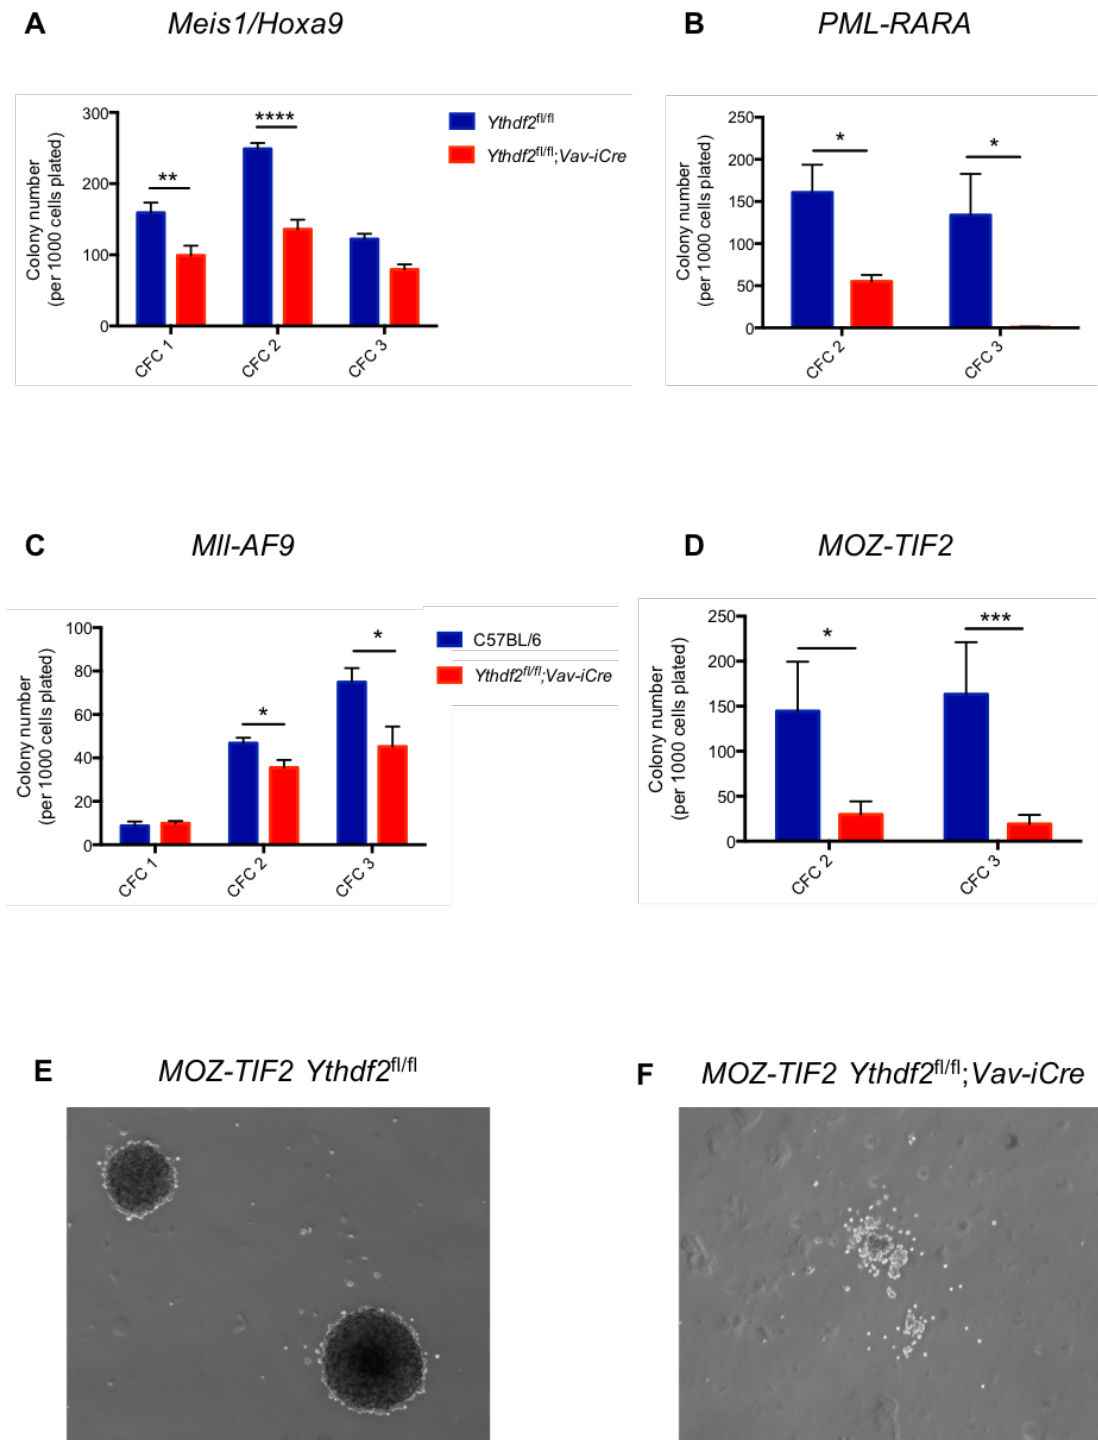 A Meis1/Hoxa9
Colony number
(per 1000 cells plated)
300
200
100
0
**
****
CFC 1
CFC 2
CFC 3
Ythdf2fl/fl
Ythdf2fl/fl;Vav-iCre
B PML-RARA
Colony number
(per 1000 cells plated)
250
200
150
100
50
0
*
*
CFC 2
CFC 3
C Mll-AF9
Colony number
(per 1000 cells plated)
100
80
60
40
20
0
*
*
CFC 1
CFC 2
CFC 3
C57BL/6
Ythdf2fl/fl;Vav-iCre
D MOZ-TIF2
Colony number
(per 1000 cells plated)
250
200
150
100
50
0
*
***
CFC 2
CFC 3
E MOZ-TIF2 Ythdf2fl/fl
F MOZ-TIF2 Ythdf2fl/fl;Vav-iCre